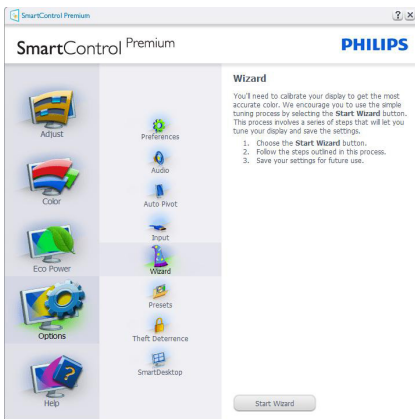 SmartControl Premium
? ×
SmartControl Premium
PHILIPS
Adjust
Color
Eco Power
Options
Help
Preferences
Audio
Auto Pivot
Input
Wizard
Presets
Theft Deterrence
SmartDesktop
Wizard
You'll need to calibrate your display to get the most
accurate color. We encourage you to use the simple
tuning process by selecting the Start Wizard button.
This process involves a series of steps that will let you
tune your display and save the settings.
1. Choose the Start Wizard button.
2. Follow the steps outlined in this process.
3. Save your settings for future use.
Start Wizard